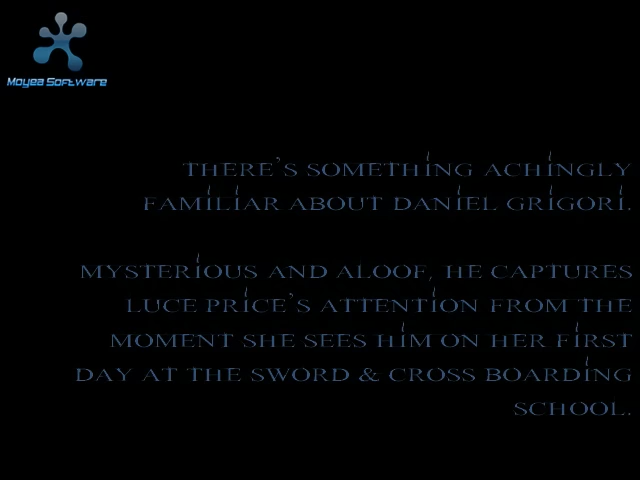 Moyea Software
THERE'S SOMETHING ACHINGLY
FAMILIAR ABOUT DANIEL GRIGORI.
MYSTERIOUS AND ALOOF, HE CAPTURES
LUCE PRICE'S ATTENTION FROM THE
MOMENT SHE SEES HIM ON HER FIRST
DAY AT THE SWORD & CROSS BOARDING
SCHOOL.